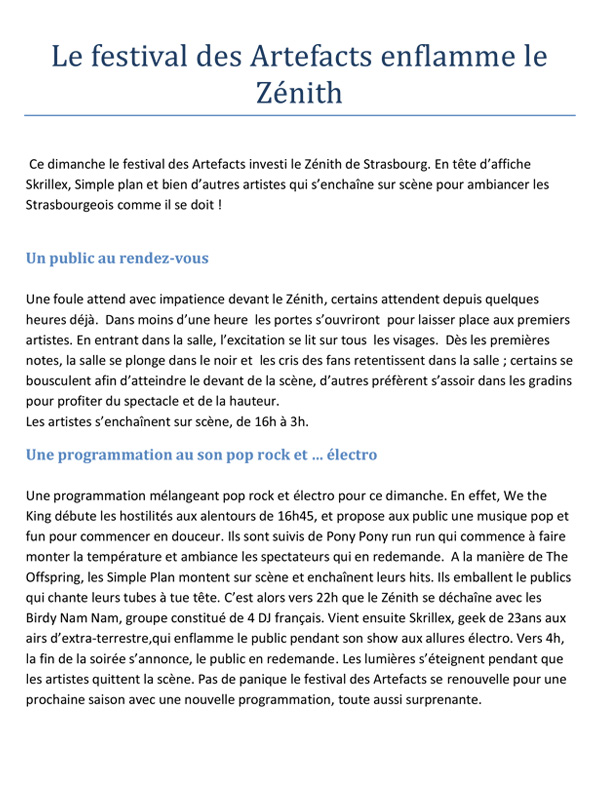 Le festival des Artefacts enflamme le
Zénith
Ce dimanche le festival des Artefacts investi le Zénith de Strasbourg. En tête d’affiche
Skrillex, Simple plan et bien d’autres artistes qui s’enchaîne sur scène pour ambiancer les
Strasbourgeois comme il se doit !
Un public au rendez-vous
Une foule attend avec impatience devant le Zénith, certains attendent depuis quelques
heures déjà.  Dans moins d’une heure  les portes s’ouvriront  pour laisser place aux premiers
artistes. En entrant dans la salle, l’excitation se lit sur tous  les visages.  Dès les premières
notes, la salle se plonge dans le noir et  les cris des fans retentissent dans la salle ; certains se
bousculent afin d’atteindre le devant de la scène, d’autres préfèrent s’assoir dans les gradins
pour profiter du spectacle et de la hauteur.
Les artistes s’enchaînent sur scène, de 16h à 3h.
Une programmation au son pop rock et … électro
Une programmation mélangeant pop rock et électro pour ce dimanche. En effet, We the
King débute les hostilités aux alentours de 16h45, et propose aux public une musique pop et
fun pour commencer en douceur. Ils sont suivis de Pony Pony run run qui commence à faire
monter la température et ambiance les spectateurs qui en redemande.  A la manière de The
Offspring, les Simple Plan montent sur scène et enchaînent leurs hits. Ils emballent le publics
qui chante leurs tubes à tue tête. C’est alors vers 22h que le Zénith se déchaîne avec les
Birdy Nam Nam, groupe constitué de 4 DJ français. Vient ensuite Skrillex, geek de 23ans aux
airs d’extra-terrestre,qui enflamme le public pendant son show aux allures électro. Vers 4h,
la fin de la soirée s’annonce, le public en redemande. Les lumières s’éteignent pendant que
les artistes quittent la scène. Pas de panique le festival des Artefacts se renouvelle pour une
prochaine saison avec une nouvelle programmation, toute aussi surprenante.